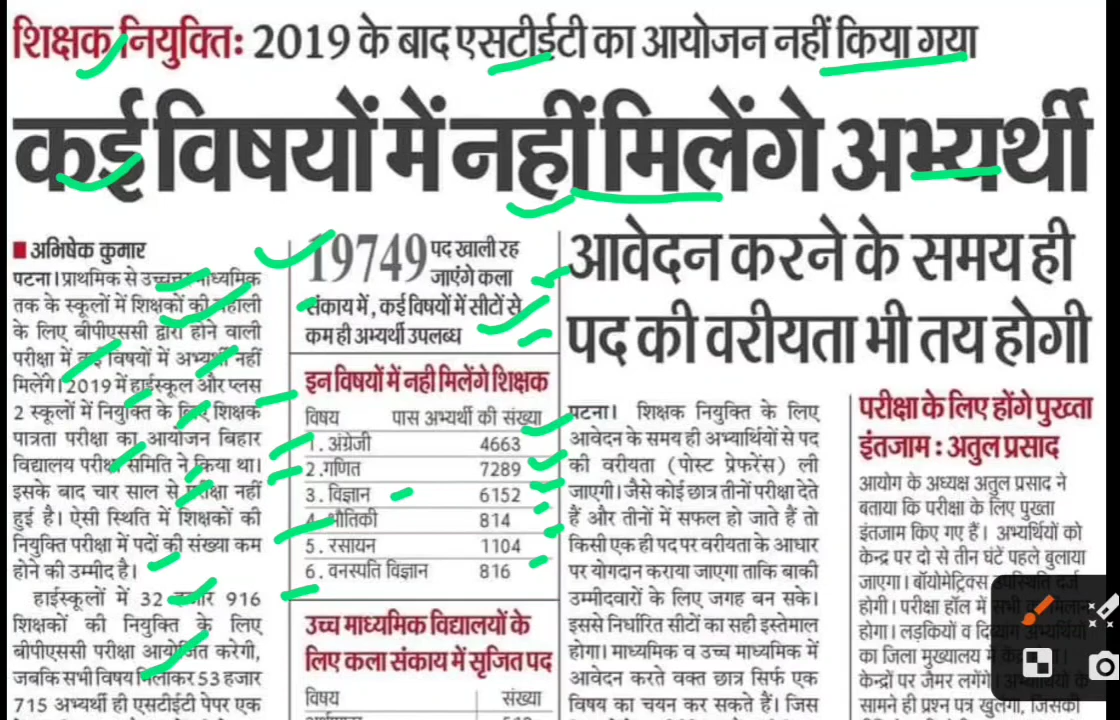 शिक्षक नियुक्तिः 2019 के बाद एसटीईटी का आयोजन नहीं किया गया
कई विषयों में नहीं मिलेंगे अभ्यर्थी
■ अभिषेक कुमार
पटना। प्राथमिक से उच्चत्तर माध्यमिक
तक के स्कूलों में शिक्षकों की बहाली
के लिए बीपीएससी द्वारा होने वाली
परीक्षा में कई विषयों में अभ्यर्थी नहीं
मिलेंगे। 2019 में हाईस्कूल और प्लस
2 स्कूलों में नियुक्ति के लिए शिक्षक
पात्रता परीक्षा का आयोजन बिहार
विद्यालय परीक्षा समिति ने किया था।
इसके बाद चार साल से परीक्षा नहीं
हुई है। ऐसी स्थिति में शिक्षकों की
नियुक्ति परीक्षा में पदों की संख्या कम
होने की उम्मीद है।
हाईस्कूलों में 32 हजार 916
शिक्षकों की नियुक्ति के लिए
बीपीएससी परीक्षा आयोजित करेगी,
जबकि सभी विषय मिलाकर 53 हजार
715 अभ्यर्थी ही एसटीईटी पेपर एक
19749 पद खाली रह
जाएंगे कला
संकाय में, कई विषयों में सीटों से
कम ही अभ्यर्थी उपलब्ध
इन विषयों में नही मिलेंगे शिक्षक
विषय पास अभ्यर्थी की संख्या
1. अंग्रेजी 4663
2.गणित 7289
3. विज्ञान 6152
4. भौतिकी 814
5. रसायन 1104
6. वनस्पति विज्ञान 816
उच्च माध्यमिक विद्यालयों के
लिए कला संकाय में सृजित पद
विषय संख्या
आवेदन करने के समय ही
पद की वरीयता भी तय होगी
पटना। शिक्षक नियुक्ति के लिए
आवेदन के समय ही अभ्यार्थियों से पद
की वरीयता (पोस्ट प्रेफरेंस) ली
जाएगी। जैसे कोई छात्र तीनों परीक्षा देते
हैं और तीनों में सफल हो जाते हैं तो
किसी एक ही पद पर वरीयता के आधार
पर योगदान कराया जाएगा ताकि बाकी
उम्मीदवारों के लिए जगह बन सके।
इससे निर्धारित सीटों का सही इस्तेमाल
होगा। माध्यमिक व उच्च माध्यमिक में
आवेदन करते वक्त छात्र सिर्फ एक
विषय का चयन कर सकते हैं। जिस
परीक्षा के लिए होंगे पुख्ता
इंतजाम : अतुल प्रसाद
आयोग के अध्यक्ष अतुल प्रसाद ने
बताया कि परीक्षा के लिए पुख्ता
इंतजाम किए गए हैं। अभ्यर्थियों को
केन्द्र पर दो से तीन घंटें पहले बुलाया
जाएगा। बॉयोमेट्रिक्स उपस्थिति दर्ज
होगी। परीक्षा हॉल में सभी का मिलान
होगा। लड़कियों व दिव्यांग अभ्यर्थियों
का जिला मुख्यालय में
केन्द्रों पर जैमर लगेंगे। अभ्यर्थियों के
सामने ही प्रश्न पत्र खुलेगा, जिसकी